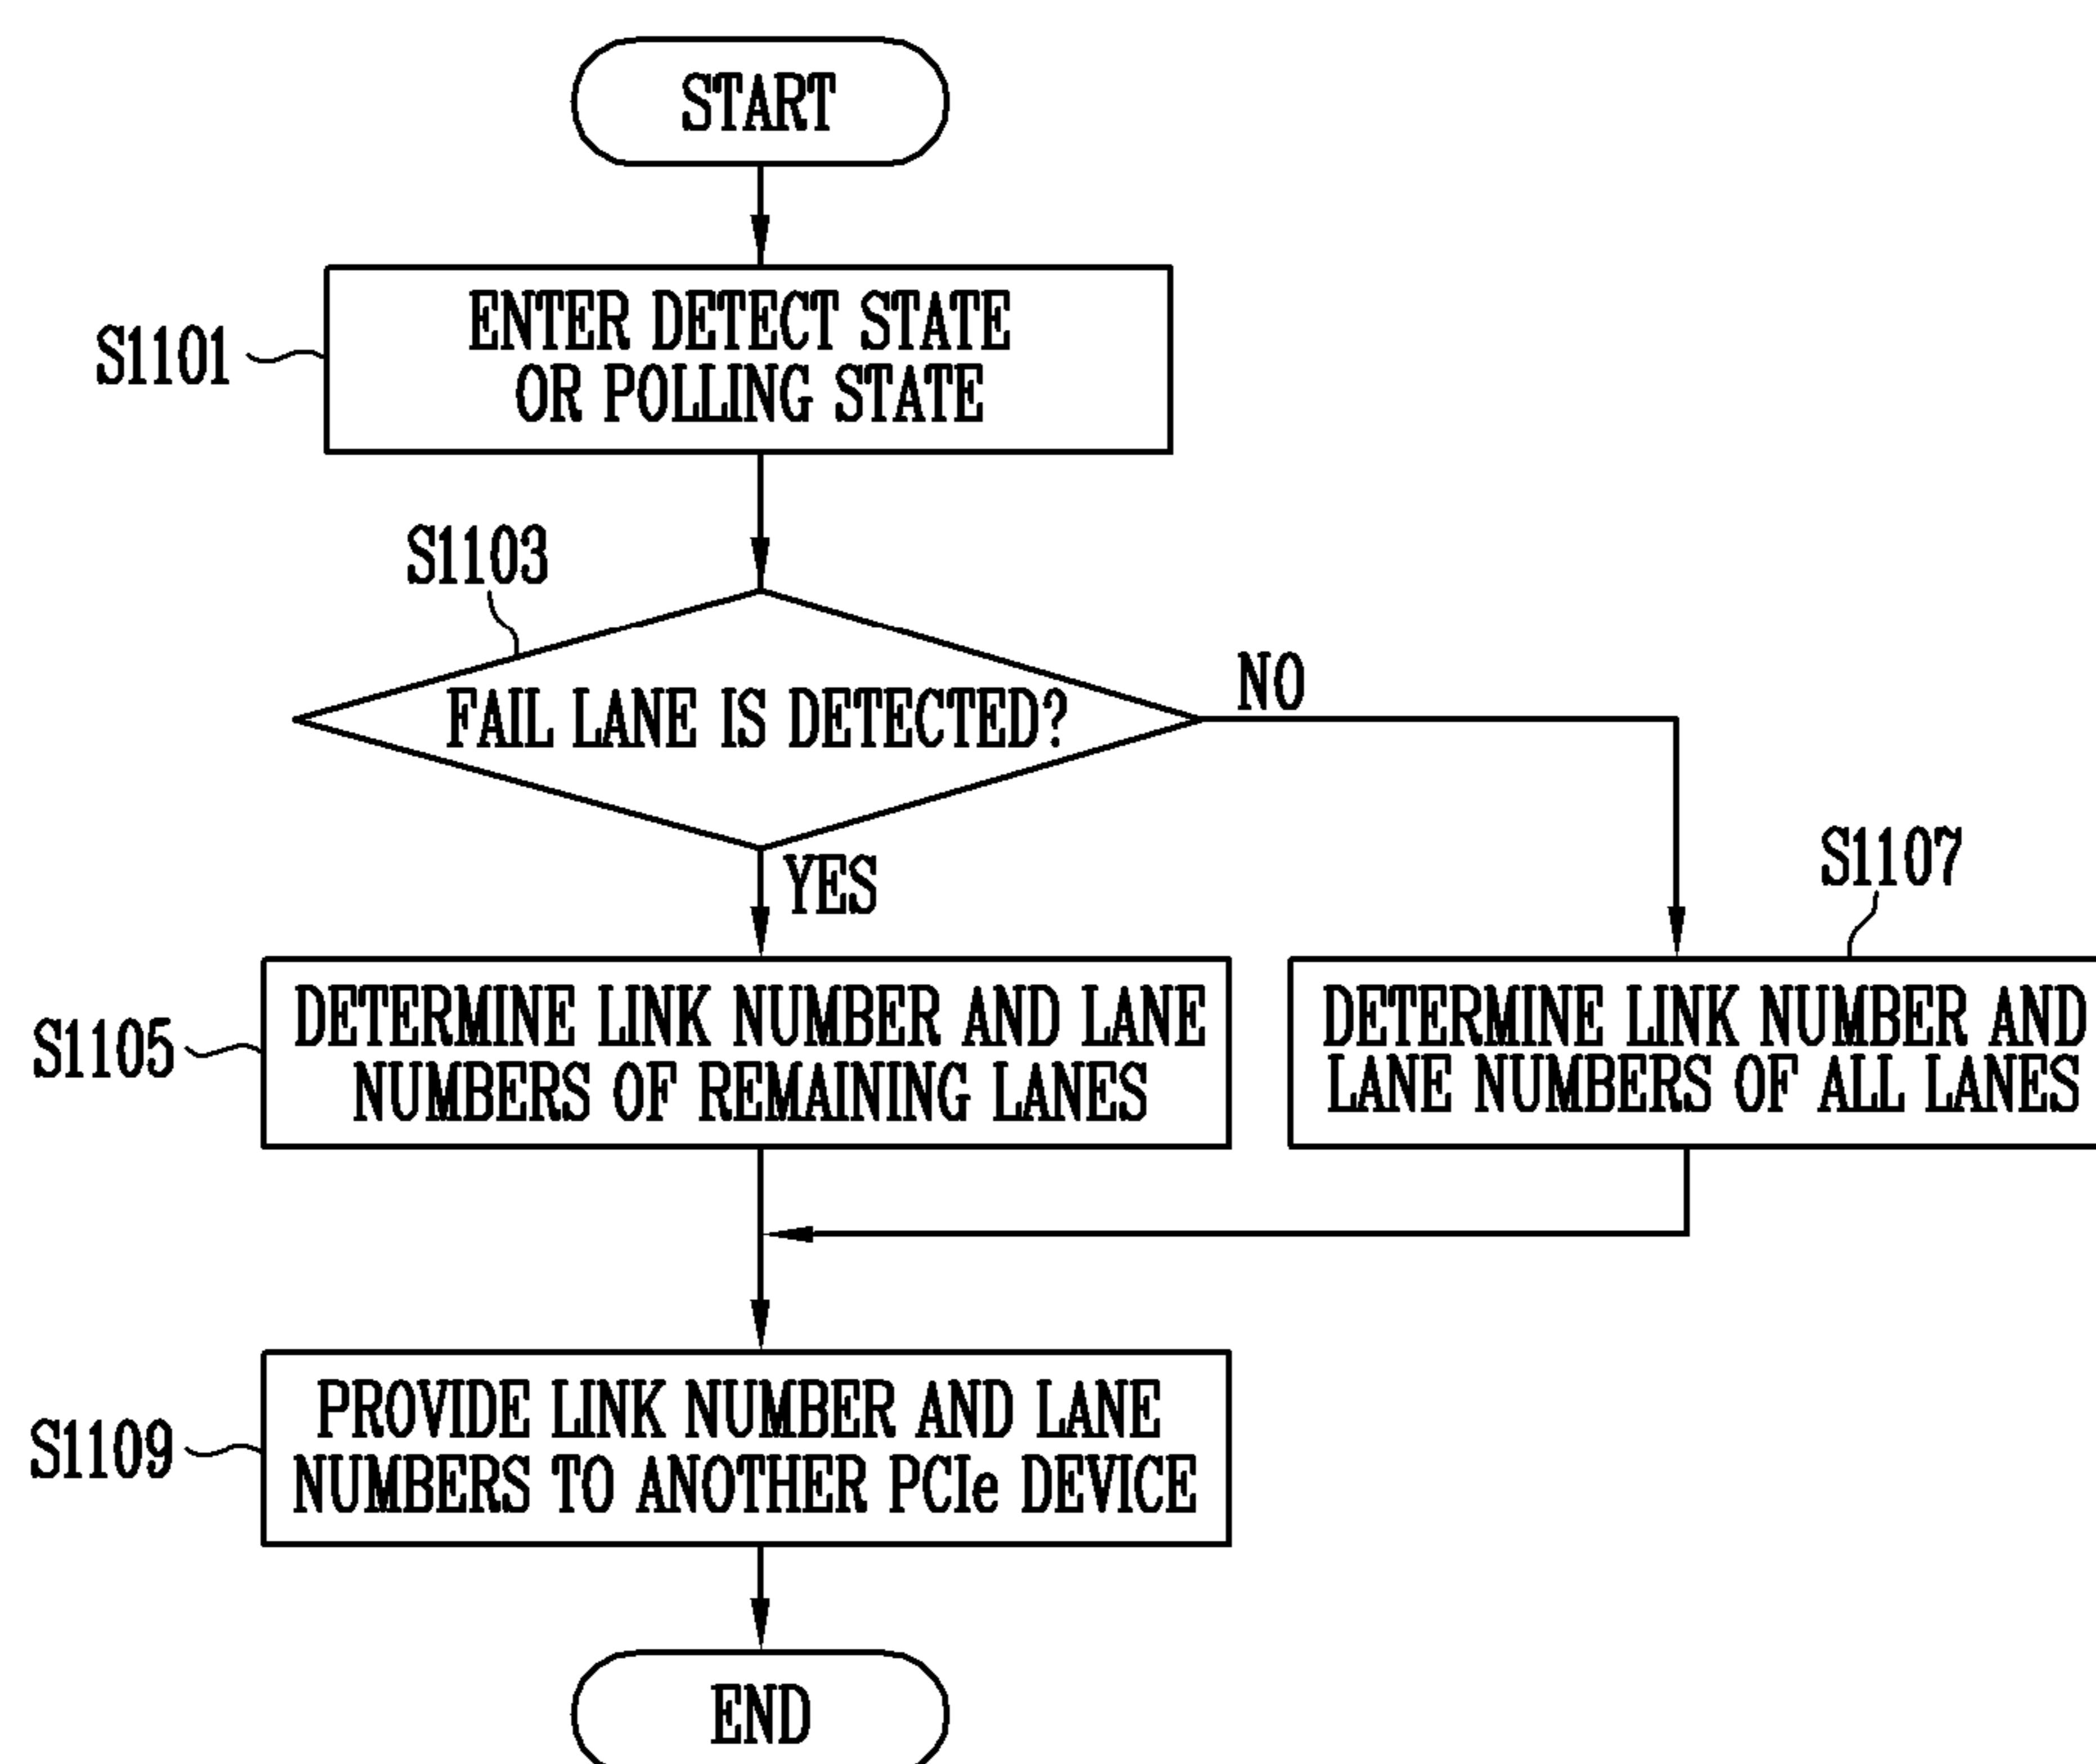 START
S1101
ENTER DETECT STATE
OR POLLING STATE
S1103
FAIL LANE IS DETECTED?
NO
YES
S1107
S1105
DETERMINE LINK NUMBER AND LANE
NUMBERS OF REMAINING LANES
DETERMINE LINK NUMBER AND
LANE NUMBERS OF ALL LANES
S1109
PROVIDE LINK NUMBER AND LANE
NUMBERS TO ANOTHER PCIe DEVICE
END